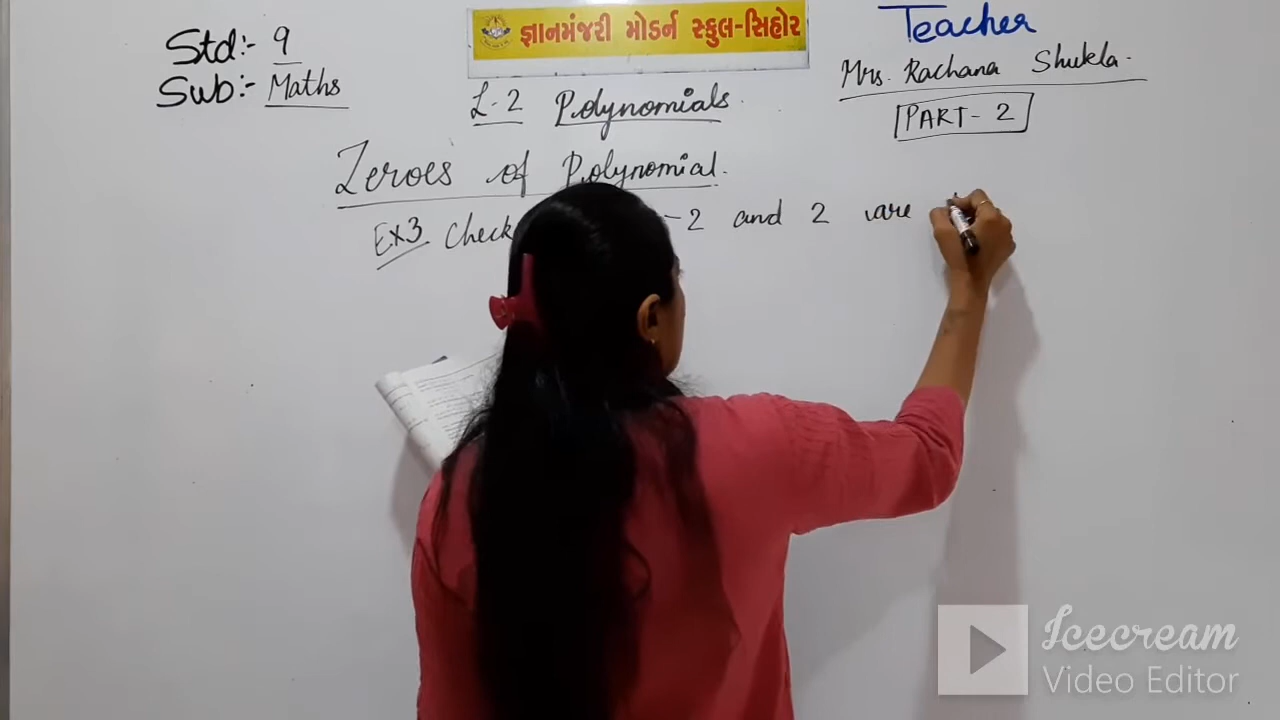 Std:- 9
Sub:- Maths
જ્ઞાનમંજરી મોડર્ન સ્કુલ-સિહોર
Teacher
Mrs. Rachana Shukla.
PART-2
L-2 Polynomials.
Zeroes of Polynomial.
Ex3 Check -2 and 2 are
Icecream
Video Editor